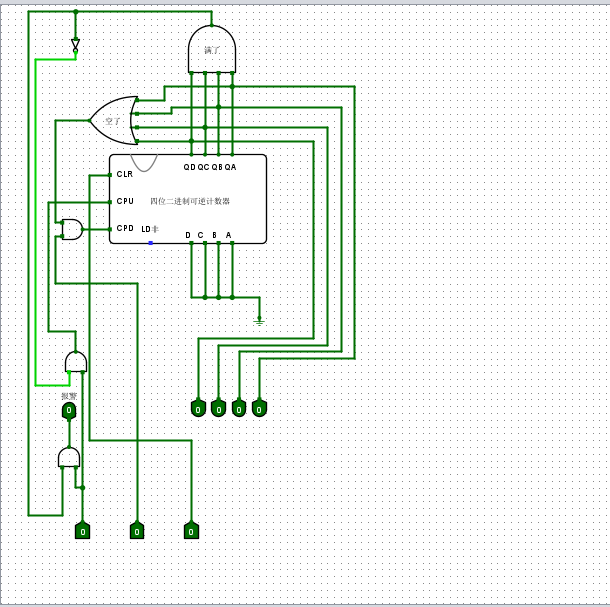 满了
空了
QD QC QB QA
CLR
CPU
四位二进制可逆计数器
CPD
LD非
D C B A
报警
0
0 0 0 0
0 0 0